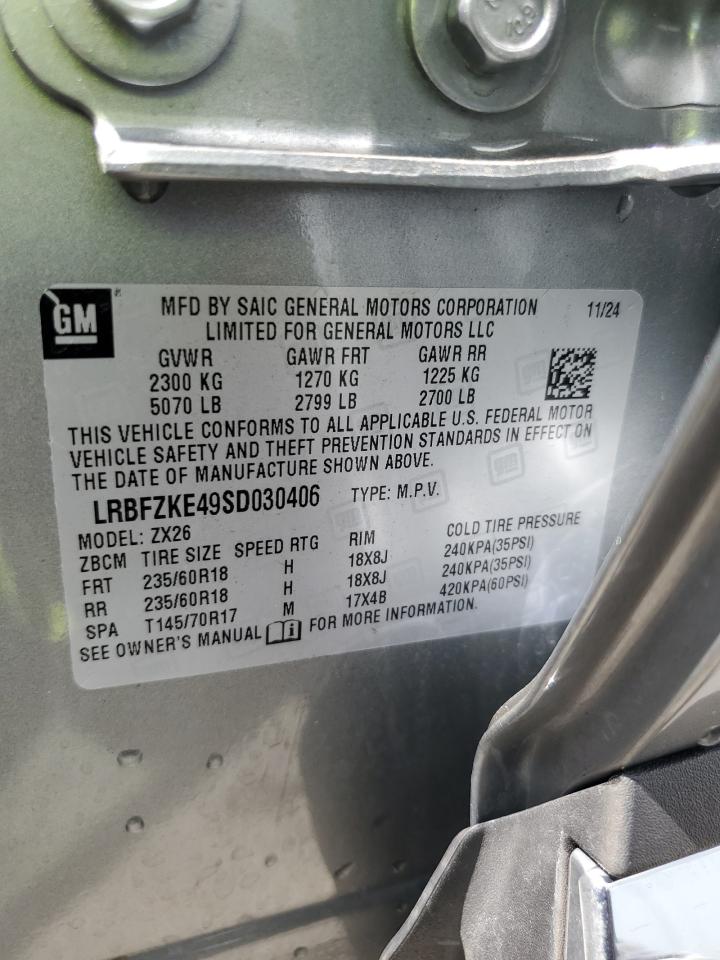 GM
MFD BY SAIC GENERAL MOTORS CORPORATION 11/24
LIMITED FOR GENERAL MOTORS LLC
GVWR GAWR FRT GAWR RR
2300 KG 1270 KG 1225 KG
5070 LB 2799 LB 2700 LB
THIS VEHICLE CONFORMS TO ALL APPLICABLE U.S. FEDERAL MOTOR
VEHICLE SAFETY AND THEFT PREVENTION STANDARDS IN EFFECT ON
THE DATE OF MANUFACTURE SHOWN ABOVE.
LRBFZKE49SD030406 TYPE: M.P.V.
MODEL: ZX26
ZBCM TIRE SIZE SPEED RTG RIM COLD TIRE PRESSURE
FRT 235/60R18 H 18X8J 240KPA(35PSI)
RR 235/60R18 H 18X8J 240KPA(35PSI)
SPA T145/70R17 M 17X4B 420KPA(60PSI)
SEE OWNER'S MANUAL FOR MORE INFORMATION.